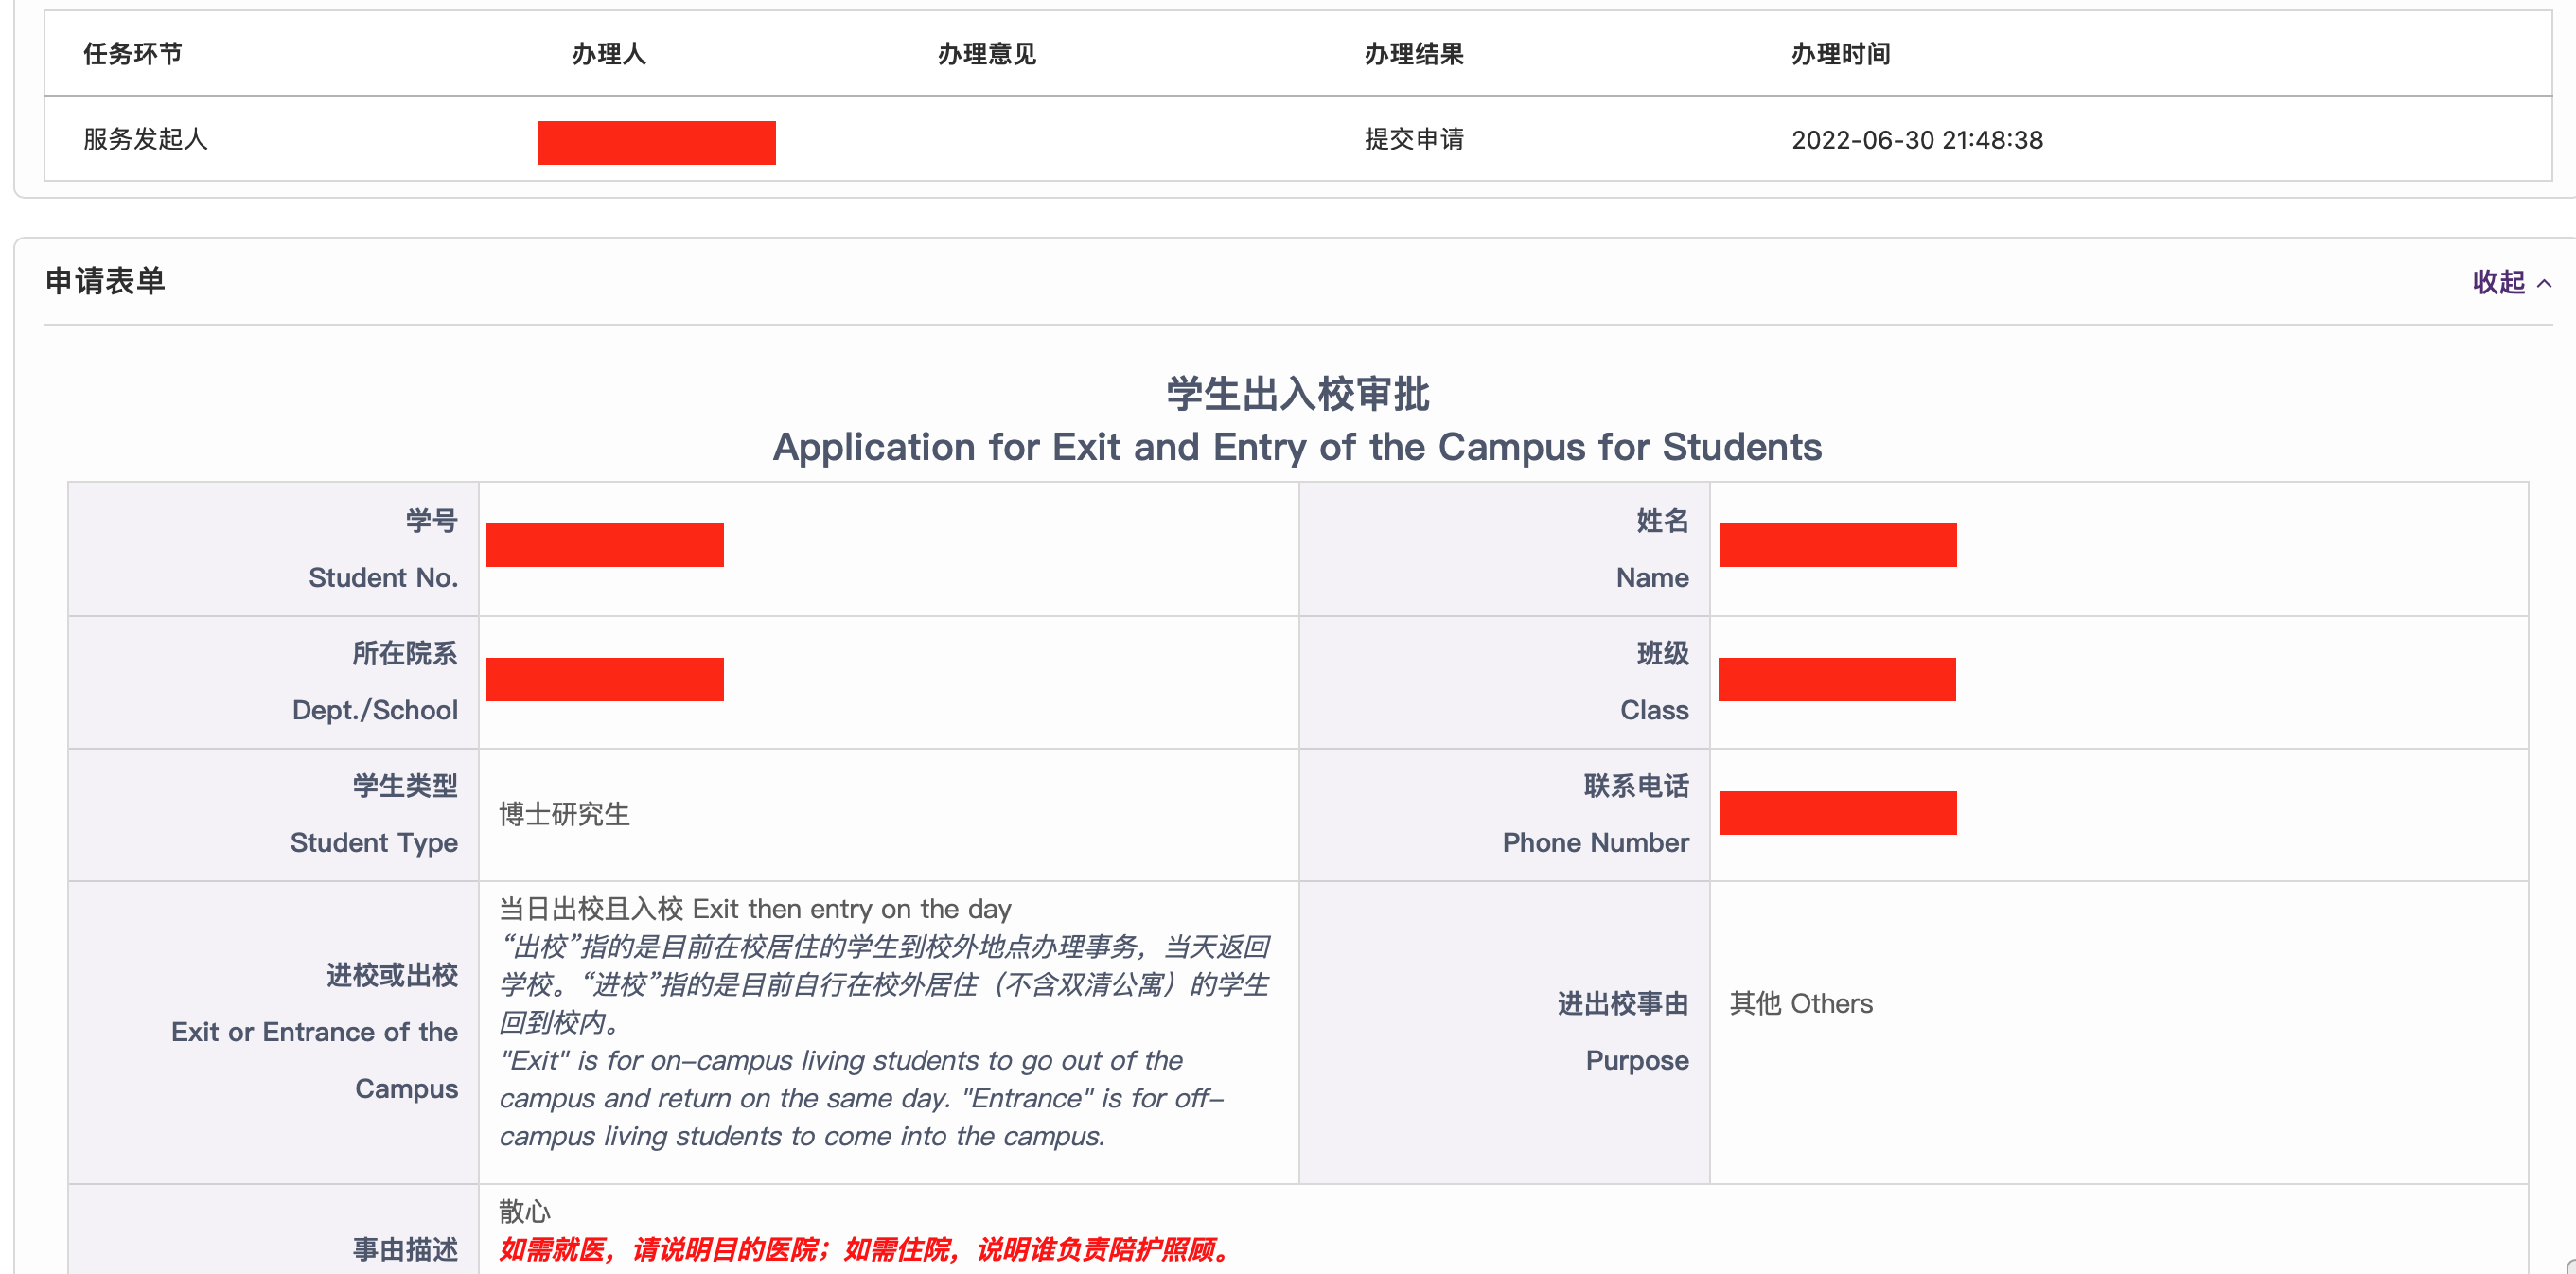 任务环节 办理人 办理意见 办理结果 办理时间
服务发起人 提交申请 2022-06-30 21:48:38
申请表单 收起
学生出入校审批
Application for Exit and Entry of the Campus for Students
学号
Student No.
姓名
Name
所在院系
Dept./School
班级
Class
学生类型
Student Type
博士研究生
联系电话
Phone Number
进校或出校
Exit or Entrance of the
Campus
当日出校且入校 Exit then entry on the day
“出校”指的是目前在校居住的学生到校外地点办理事务，当天返回
学校。“进校”指的是目前自行在校外居住（不含双清公寓）的学生
回到校内。
"Exit" is for on-campus living students to go out of the
campus and return on the same day. "Entrance" is for off-
campus living students to come into the campus.
进出校事由
Purpose
其他 Others
事由描述
散心
如需就医，请说明目的医院；如需住院，说明谁负责陪护照顾。